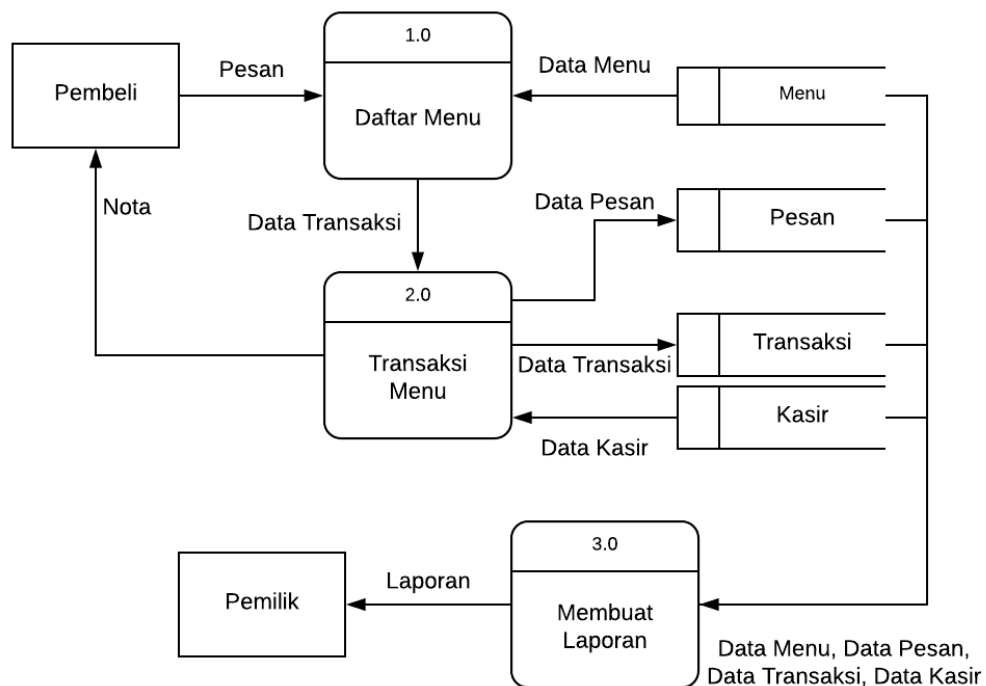 1.0
Pembeli
Pesan
Daftar Menu
Data Menu
Menu
Nota
Data Transaksi
Data Pesan
Pesan
2.0
Transaksi
Menu
Data Transaksi
Transaksi
Data Kasir
Kasir
3.0
Pemilik
Laporan
Membuat
Laporan
Data Menu, Data Pesan,
Data Transaksi, Data Kasir